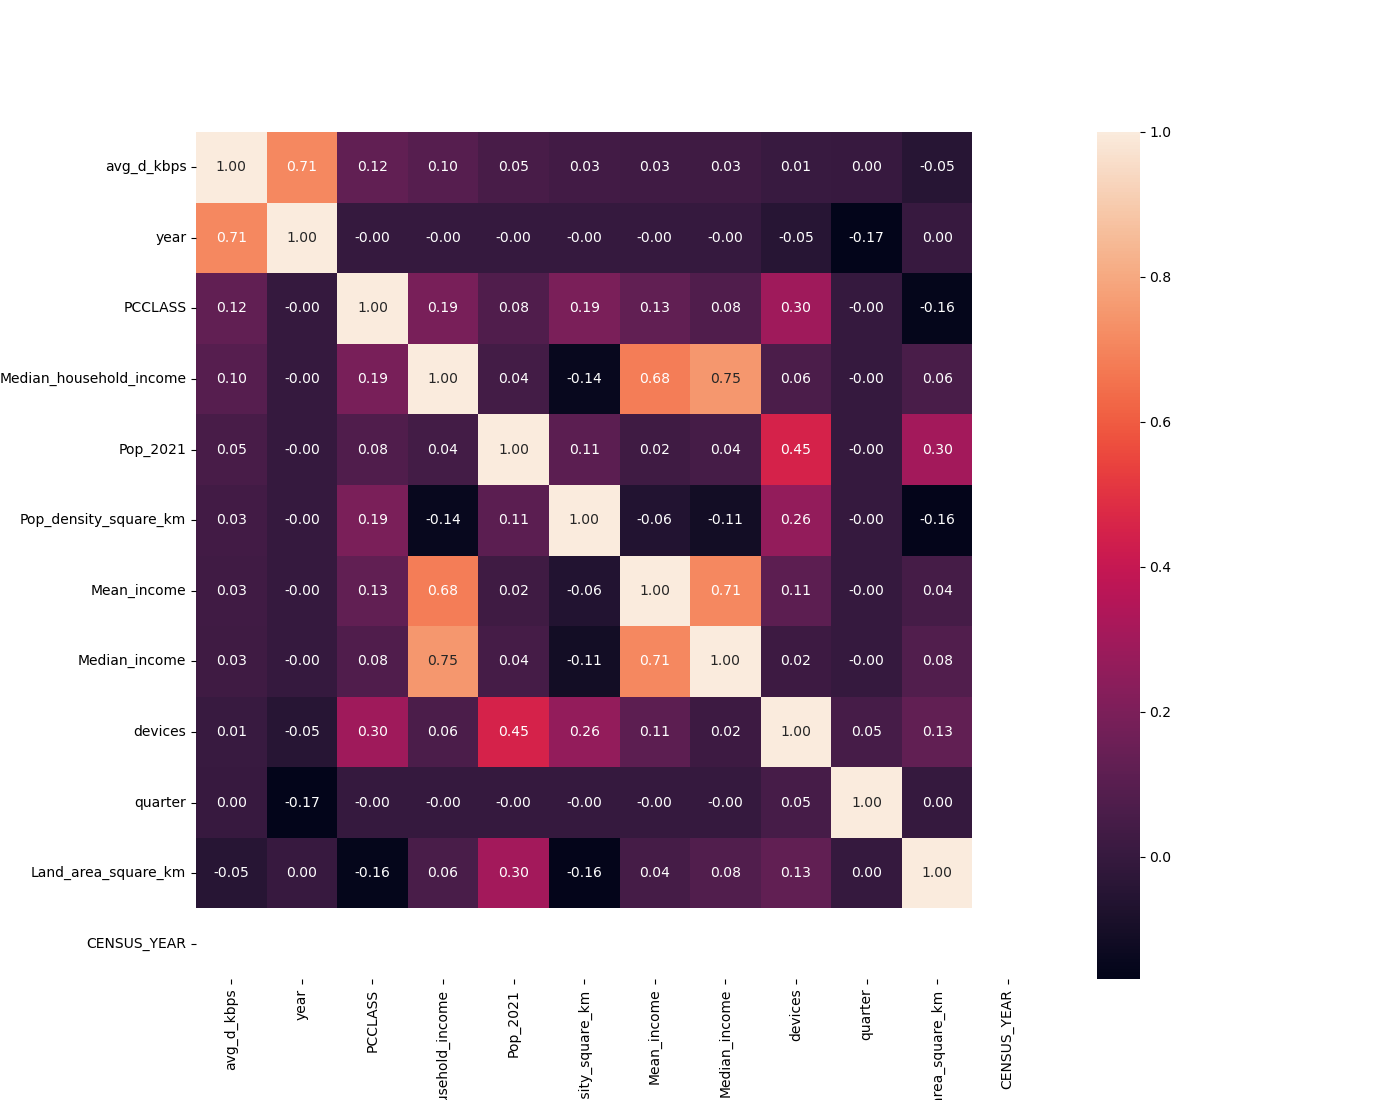 avg_d_kbps 1.00 0.71 0.12 0.10 0.05 0.03 0.03 0.03 0.01 0.00 -0.05
year 0.71 1.00 -0.00 -0.00 -0.00 -0.00 -0.00 -0.00 -0.05 -0.17 0.00
PCCLASS 0.12 -0.00 1.00 0.19 0.08 0.19 0.13 0.08 0.30 -0.00 -0.16
Median_household_income 0.10 -0.00 0.19 1.00 0.04 -0.14 0.68 0.75 0.06 -0.00 0.06
Pop_2021 0.05 -0.00 0.08 0.04 1.00 0.11 0.02 0.04 0.45 -0.00 0.30
Pop_density_square_km 0.03 -0.00 0.19 -0.14 0.11 1.00 -0.06 -0.11 0.26 -0.00 -0.16
Mean_income 0.03 -0.00 0.13 0.68 0.02 -0.06 1.00 0.71 0.11 -0.00 0.04
Median_income 0.03 -0.00 0.08 0.75 0.04 -0.11 0.71 1.00 0.02 -0.00 0.08
devices 0.01 -0.05 0.30 0.06 0.45 0.26 0.11 0.02 1.00 0.05 0.13
quarter 0.00 -0.17 -0.00 -0.00 -0.00 -0.00 -0.00 -0.00 0.05 1.00 0.00
Land_area_square_km -0.05 0.00 -0.16 0.06 0.30 -0.16 0.04 0.08 0.13 0.00 1.00
CENSUS_YEAR
avg_d_kbps
year
PCCLASS
usehold_income
Pop_2021
sity_square_km
Mean_income
Median_income
devices
quarter
area_square_km
CENSUS_YEAR
1.0
0.8
0.6
0.4
0.2
0.0